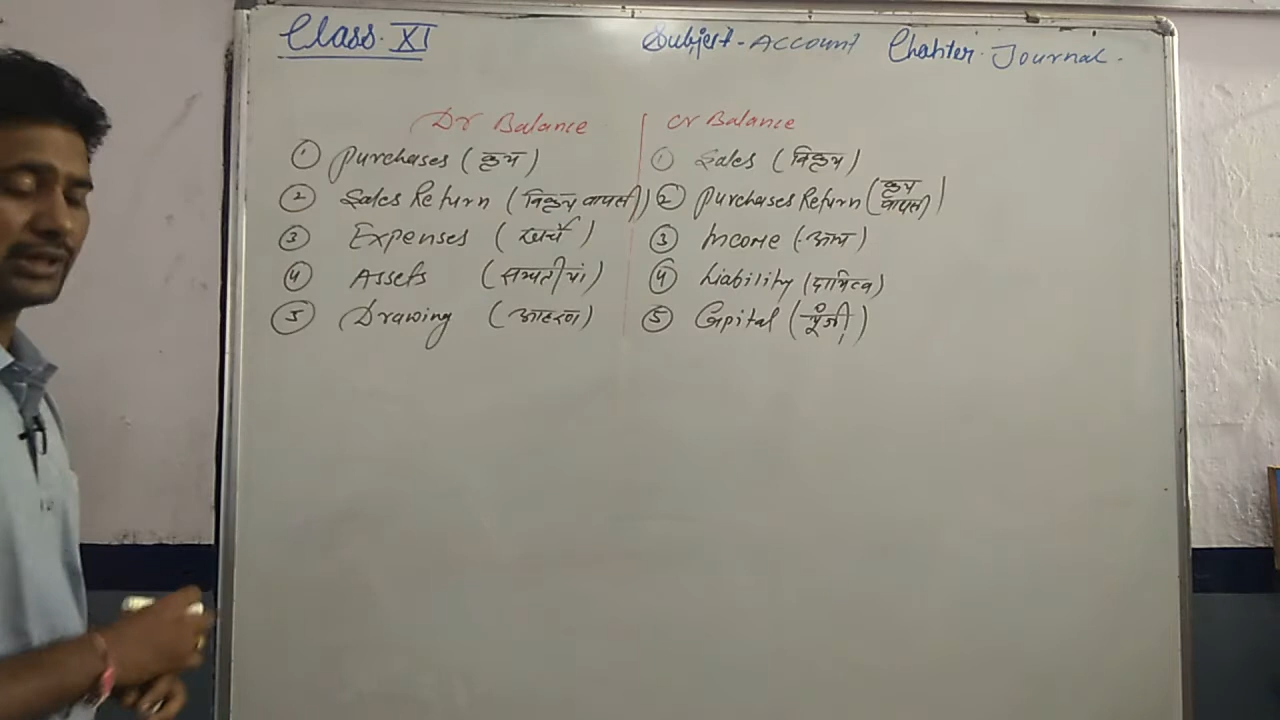 Class. XI Subject - Account Chapter. Journal.
Dr Balance
① Purchases (क्रय)
② Sales Return (विक्रय वापसी)
③ Expenses (खर्चे)
④ Assets (सम्पतीयां)
⑤ Drawing (आहरण)
Cr Balance
① Sales (विक्रय)
② Purchases Return (क्रय वापसी)
③ Income (आय)
④ Liability (दायित्व)
⑤ Capital (पूँजी)